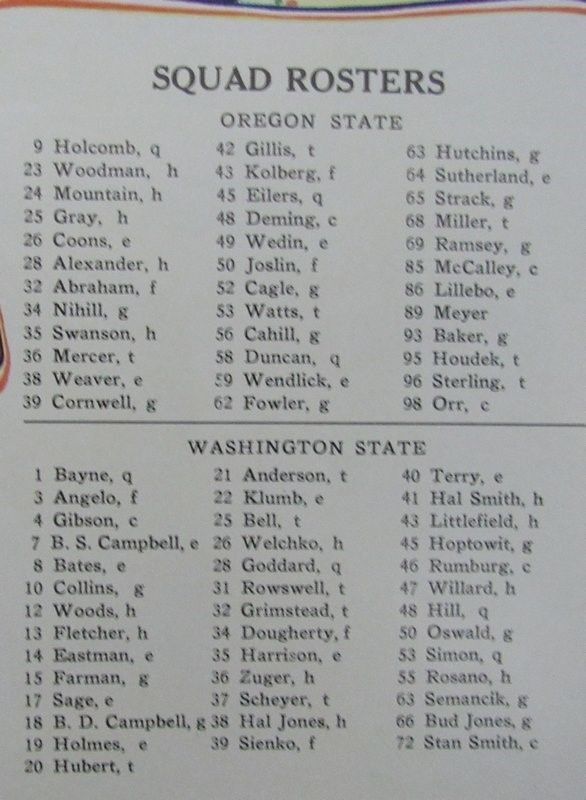 SQUAD ROSTERS
OREGON STATE
9 Holcomb, q
23 Woodman, h
24 Mountain, h
25 Gray, h
26 Coons, e
28 Alexander, h
32 Abraham, f
34 Nihill, g
35 Swanson, h
36 Mercer, t
38 Weaver, e
39 Cornwell, g
42 Gillis, t
43 Kolberg, f
45 Eilers, q
48 Deming, c
49 Wedin, e
50 Joslin, f
52 Cagle, g
53 Watts, t
56 Cahill, g
58 Duncan, q
59 Wendlick, e
62 Fowler, g
63 Hutchins, g
64 Sutherland, e
65 Strack, g
68 Miller, t
69 Ramsey, g
85 McCalley, c
86 Lillebo, e
89 Meyer
93 Baker, g
95 Houdek, t
96 Sterling, t
98 Orr, c
WASHINGTON STATE
1 Bayne, q
3 Angelo, f
4 Gibson, c
7 B. S. Campbell, e
8 Bates, e
10 Collins, g
12 Woods, h
13 Fletcher, h
14 Eastman, e
15 Farman, g
17 Sage, e
18 B. D. Campbell, g
19 Holmes, e
20 Hubert, t
21 Anderson, t
22 Klumb, e
25 Bell, t
26 Welchko, h
28 Goddard, q
31 Rowswell, t
32 Grimstead, t
34 Dougherty, f
35 Harrison, e
36 Zuger, h
37 Scheyer, t
38 Hal Jones, h
39 Sienko, f
40 Terry, e
41 Hal Smith, h
43 Littlefield, h
45 Hoptowit, g
46 Rumburg, c
47 Willard, h
48 Hill, q
50 Oswald, g
53 Simon, q
55 Rosano, h
63 Semancik, g
66 Bud Jones, g
72 Stan Smith, c